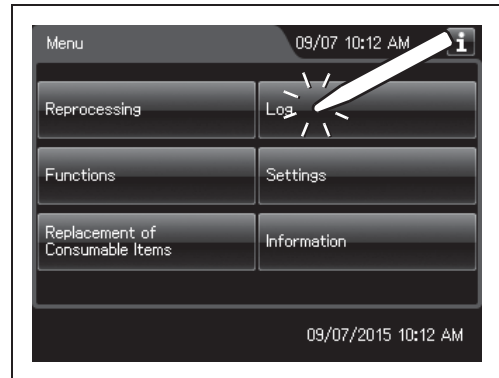 Menu
09/07 10:12 AM
i
Reprocessing
Log
Functions
Settings
Replacement of
Consumable Items
Information
09/07/2015 10:12 AM